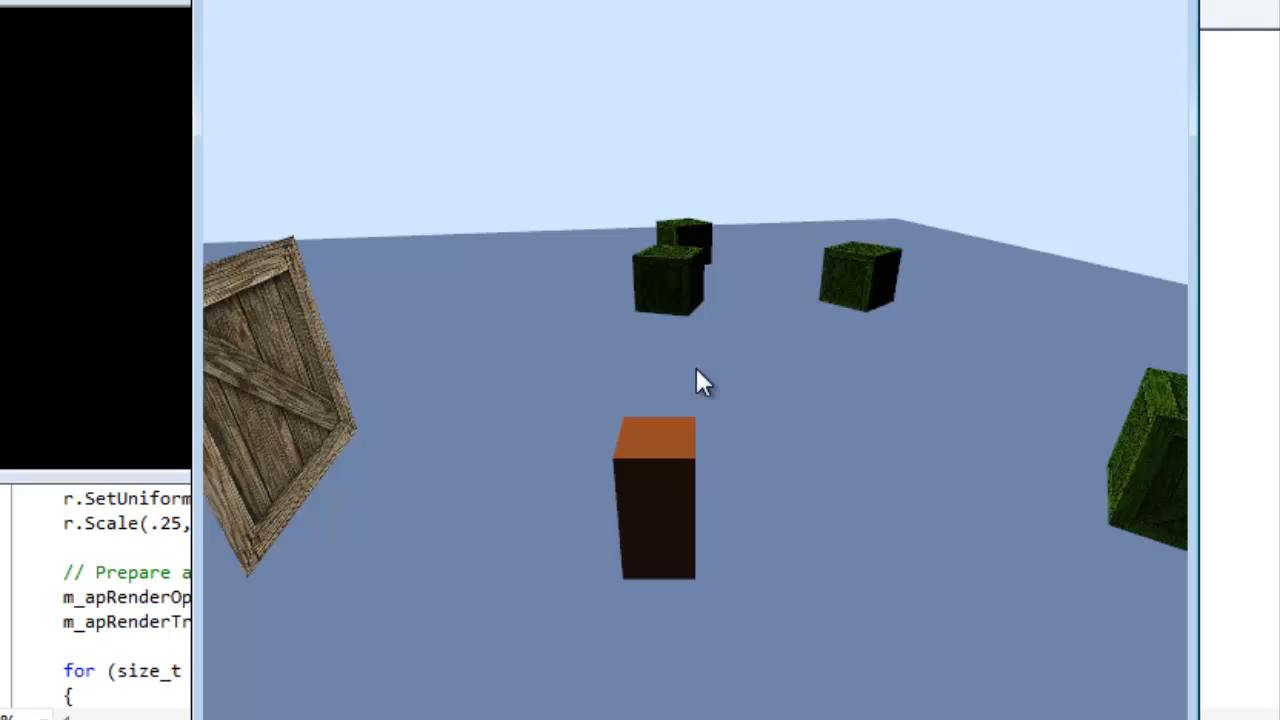 r.SetUniform
r.Scale(.25,
// Prepare a
m_apRenderOp
m_apRenderTr
for (size_t
{
%